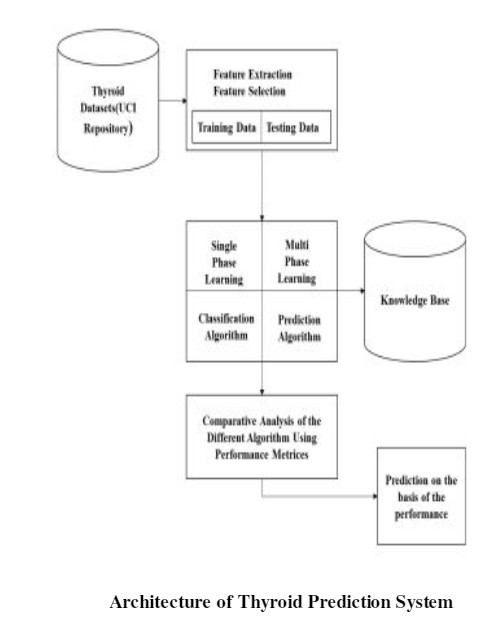 Thyroid
Datasets(UCI
Repository)
Feature Extraction
Feature Selection
Training Data
Testing Data
Single
Phase
Learning
Multi
Phase
Learning
Classification
Algorithm
Prediction
Algorithm
Knowledge Base
Comparative Analysis of the
Different Algorithm Using
Performance Metrices
Prediction on the
basis of the
performance
Architecture of Thyroid Prediction System